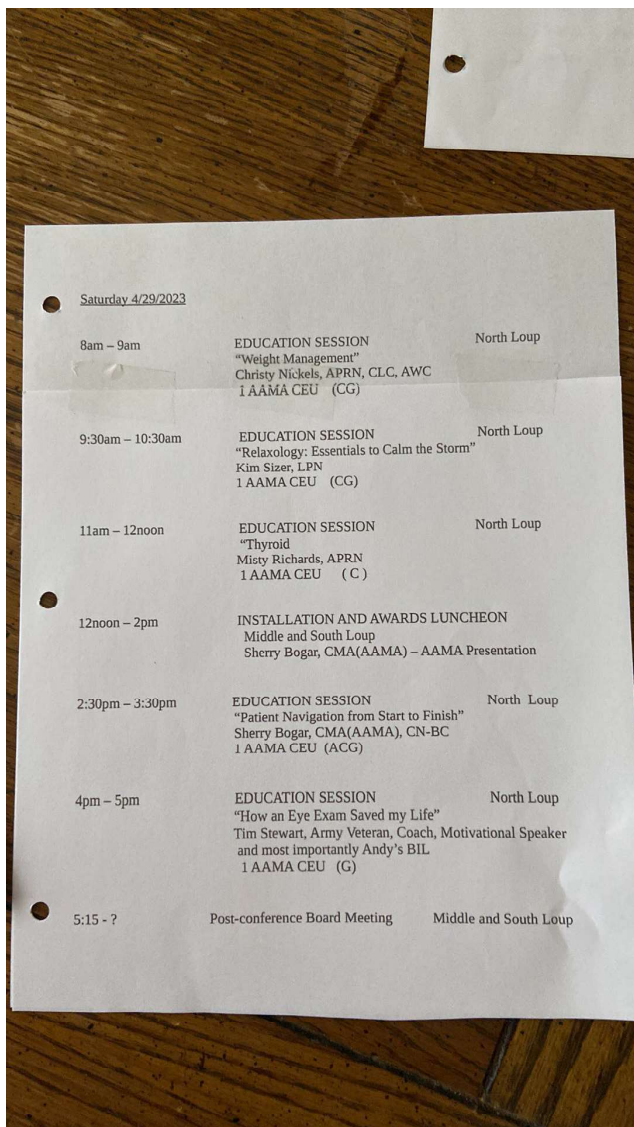 Saturday 4/29/2023
8am – 9am EDUCATION SESSION North Loup
“Weight Management”
Christy Nickels, APRN, CLC, AWC
1 AAMA CEU (CG)
9:30am – 10:30am EDUCATION SESSION North Loup
“Relaxology: Essentials to Calm the Storm”
Kim Sizer, LPN
1 AAMA CEU (CG)
11am – 12noon EDUCATION SESSION North Loup
“Thyroid
Misty Richards, APRN
1 AAMA CEU ( C )
12noon – 2pm INSTALLATION AND AWARDS LUNCHEON
Middle and South Loup
Sherry Bogar, CMA(AAMA) – AAMA Presentation
2:30pm – 3:30pm EDUCATION SESSION North Loup
“Patient Navigation from Start to Finish”
Sherry Bogar, CMA(AAMA), CN-BC
1 AAMA CEU (ACG)
4pm – 5pm EDUCATION SESSION North Loup
“How an Eye Exam Saved my Life”
Tim Stewart, Army Veteran, Coach, Motivational Speaker
and most importantly Andy’s BIL
1 AAMA CEU (G)
5:15 - ? Post-conference Board Meeting Middle and South Loup